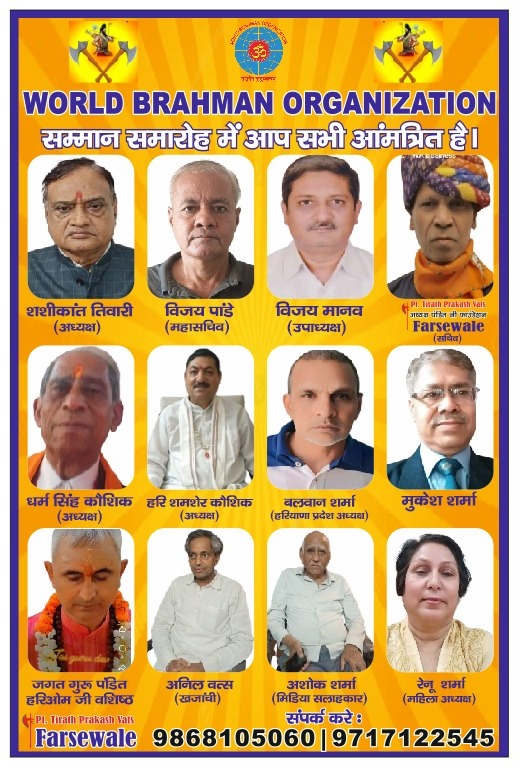 WORLD BRAHMAN ORGANIZATION
सम्मान समारोह में आप सभी आंमत्रित है।
शशीकांत तिवारी
(अध्यक्ष)
विजय पांडे
(महासचिव)
विजय मानव
(उपाध्यक्ष)
Pt. Tirath Prakash Vats
Farsewale
(सचिव)
धर्म सिंह कौशिक
(अध्यक्ष)
हरि शमशेर कौशिक
(अध्यक्ष)
बलवान शर्मा
(हरियाणा प्रदेश अध्यक्ष)
मुकेश शर्मा
जगत गुरू पंडित
हरिओम जी वशिष्ठ
अनिल वत्स
(खजांची)
अशोक शर्मा
(मिडिया सलाहकार)
रेनू शर्मा
(महिला अध्यक्ष)
Pt. Tirath Prakash Vats
Farsewale
संपर्क करे :
9868105060 | 9717122545